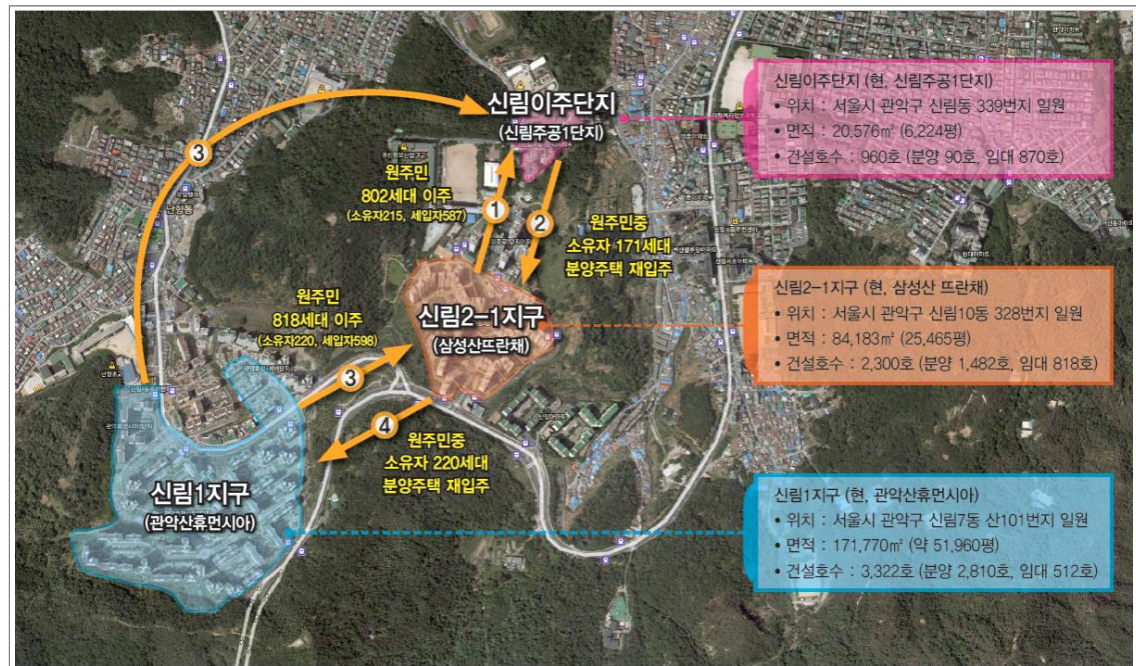 신림이주단지
(신림주공1단지)
신림이주단지 (현, 신림주공1단지)
• 위치 : 서울시 관악구 신림동 339번지 일원
• 면적 : 20,576㎡ (6,224평)
• 건설호수 : 960호 (분양 90호, 임대 870호)
3
난향동
원주민
802세대 이주
(소유자215, 세입자587)
1
2
원주민중
소유자 171세대
분양주택 재입주
신림2-1지구
(삼성산뜨란채)
신림2-1지구 (현, 삼성산 뜨란채)
• 위치 : 서울시 관악구 신림10동 328번지 일원
• 면적 : 84,183㎡ (25,465평)
• 건설호수 : 2,300호 (분양 1,482호, 임대 818호)
원주민
818세대 이주
(소유자220, 세입자598)
3
4
원주민중
소유자 220세대
분양주택 재입주
신림1지구
(관악산휴먼시아)
신림1지구 (현, 관악산휴먼시아)
• 위치 : 서울시 관악구 신림7동 산101번지 일원
• 면적 : 171,770㎡ (약 51,960평)
• 건설호수 : 3,322호 (분양 2,810호, 임대 512호)